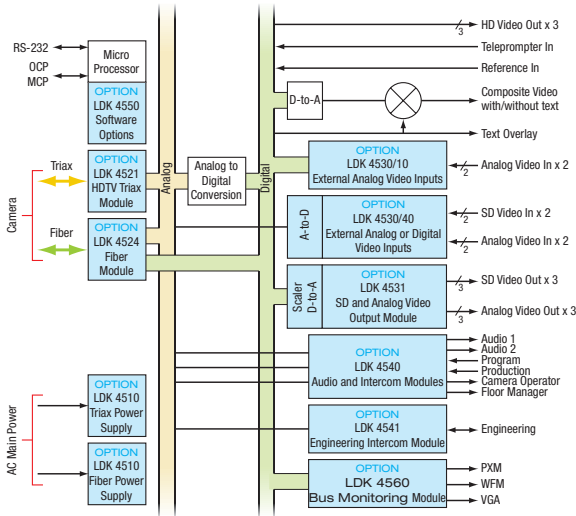 RS-232
OCP
MCP
Micro
Processor
OPTION
LDK 4550
Software
Options
Camera
Triax
OPTION
LDK 4521
HDTV Triax
Module
Fiber
OPTION
LDK 4524
Fiber
Module
AC Main Power
OPTION
LDK 4510
Triax Power
Supply
OPTION
LDK 4510
Fiber Power
Supply
Analog
Analog to
Digital
Conversion
Digital
3
HD Video Out x 3
Teleprompter In
Reference In
D-to-A
Composite Video
with/without text
Text Overlay
OPTION
LDK 4530/10
External Analog Video Inputs
2
Analog Video In x 2
A-to-D
OPTION
LDK 4530/40
External Analog or Digital
Video Inputs
2
SD Video In x 2
2
Analog Video In x 2
Scaler
D-to-A
OPTION
LDK 4531
SD and Analog Video
Output Module
3
SD Video Out x 3
3
Analog Video Out x 3
OPTION
LDK 4540
Audio and Intercom Modules
Audio 1
Audio 2
Program
Production
Camera Operator
Floor Manager
OPTION
LDK 4541
Engineering Intercom Module
Engineering
OPTION
LDK 4560
Bus Monitoring Module
PXM
WFM
VGA